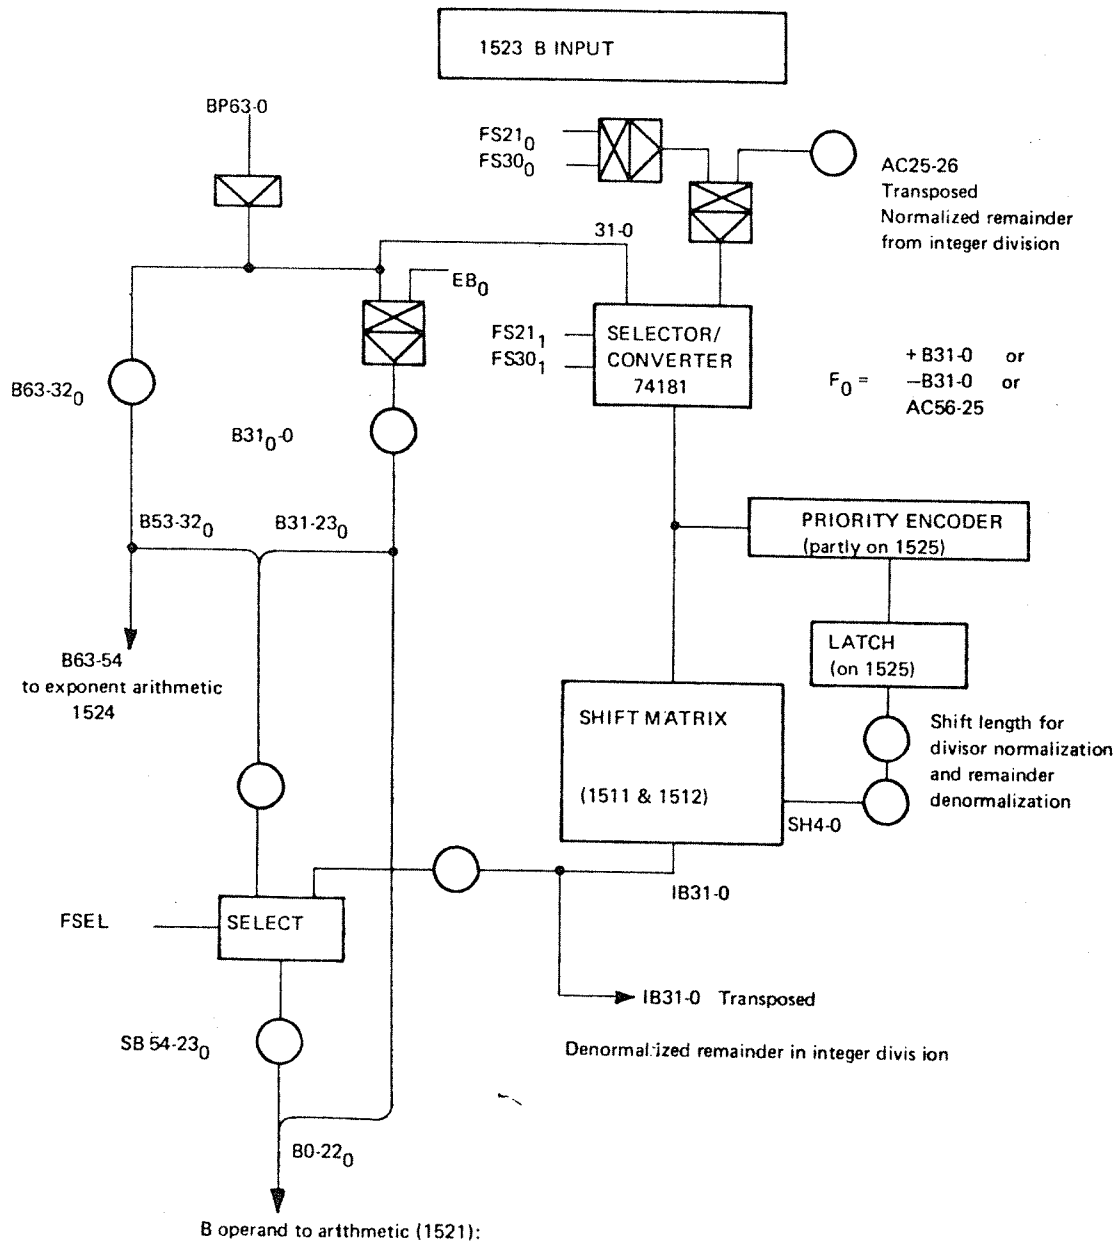 1523 B INPUT
BP63-0
FS21₀
FS30₀
AC25-26
Transposed
Normalized remainder
from integer division
31-0
EB₀
FS21₁
FS30₁
SELECTOR/
CONVERTER
74181
F₀ =
+ B31-0 or
—B31-0 or
AC56-25
B63-32₀
B31₀-0
B53-32₀
B31-23₀
PRIORITY ENCODER
(partly on 1525)
LATCH
(on 1525)
B63-54
to exponent arithmetic
1524
SHIFT MATRIX
(1511 & 1512)
Shift length for
divisor normalization
and remainder
denormalization
SH4-0
IB31-0
FSEL
SELECT
IB31-0 Transposed
SB 54-23₀
Denormalized remainder in integer divis ion
B0-22₀
B operand to arithmetic (1521):